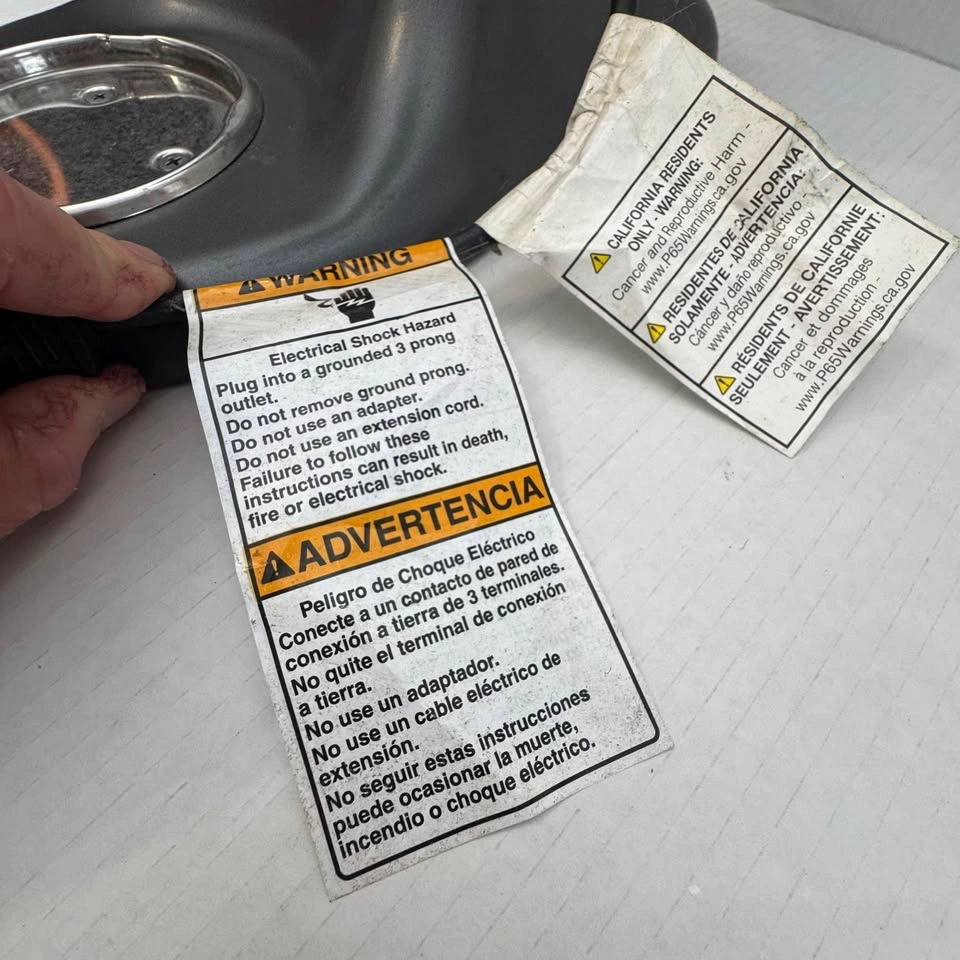 WARNING
Electrical Shock Hazard
Plug into a grounded 3 prong
outlet.
Do not remove ground prong.
Do not use an adapter.
Do not use an extension cord.
Failure to follow these
instructions can result in death,
fire or electrical shock.
ADVERTENCIA
Peligro de Choque Eléctrico
Conecte a un contacto de pared de
conexión a tierra de 3 terminales.
No quite el terminal de conexión
a tierra.
No use un adaptador.
No use un cable eléctrico de
extensión.
No seguir estas instrucciones
puede ocasionar la muerte,
incendio o choque eléctrico.
CALIFORNIA RESIDENTS
ONLY - WARNING:
Cancer and Reproductive Harm -
www.P65Warnings.ca.gov
RESIDENTES DE CALIFORNIA
SOLAMENTE - ADVERTENCIA:
Cáncer y daño reproductivo -
www.P65Warnings.ca.gov
RÉSIDENTS DE CALIFORNIE
SEULEMENT - AVERTISSEMENT:
Cancer et dommages
à la reproduction -
www.P65Warnings.ca.gov